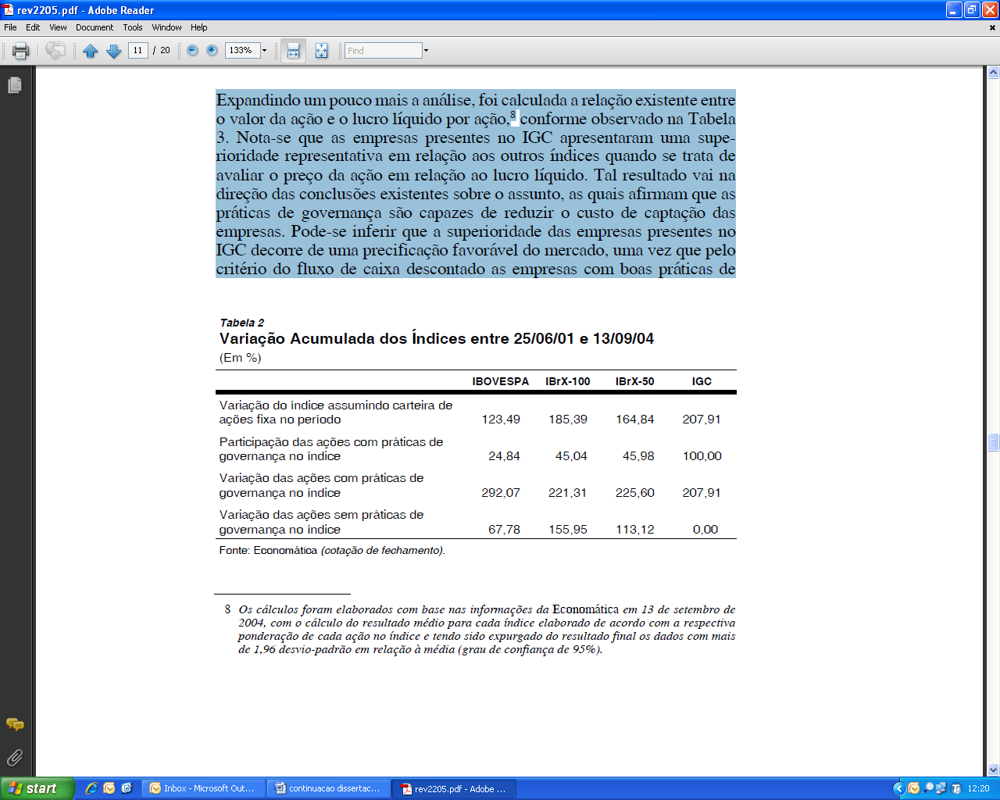 rev2205.pdf - Adobe Reader
File Edit View Document Tools Window Help
11 / 20 133% Find
Expandindo um pouco mais a análise, foi calculada a relação existente entre
o valor da ação e o lucro líquido por ação,8 conforme observado na Tabela
3. Nota-se que as empresas presentes no IGC apresentaram uma supe-
rioridade representativa em relação aos outros índices quando se trata de
avaliar o preço da ação em relação ao lucro líquido. Tal resultado vai na
direção das conclusões existentes sobre o assunto, as quais afirmam que as
práticas de governança são capazes de reduzir o custo de captação das
empresas. Pode-se inferir que a superioridade das empresas presentes no
IGC decorre de uma precificação favorável do mercado, uma vez que pelo
critério do fluxo de caixa descontado as empresas com boas práticas de
Tabela 2
Variação Acumulada dos Índices entre 25/06/01 e 13/09/04
(Em %)
IBOVESPA IBrX-100 IBrX-50 IGC
Variação do índice assumindo carteira de
ações fixa no período 123,49 185,39 164,84 207,91
Participação das ações com práticas de
governança no índice 24,84 45,04 45,98 100,00
Variação das ações com práticas de
governança no índice 292,07 221,31 225,60 207,91
Variação das ações sem práticas de
governança no índice 67,78 155,95 113,12 0,00
Fonte: Economática (cotação de fechamento).
8 Os cálculos foram elaborados com base nas informações da Economática em 13 de setembro de
2004, com o cálculo do resultado médio para cada índice elaborado de acordo com a respectiva
ponderação de cada ação no índice e tendo sido expurgado do resultado final os dados com mais
de 1,96 desvio-padrão em relação à média (grau de confiança de 95%).
start Inbox - Microsoft Out... continuacao dissertac... rev2205.pdf - Adobe ... 12:20